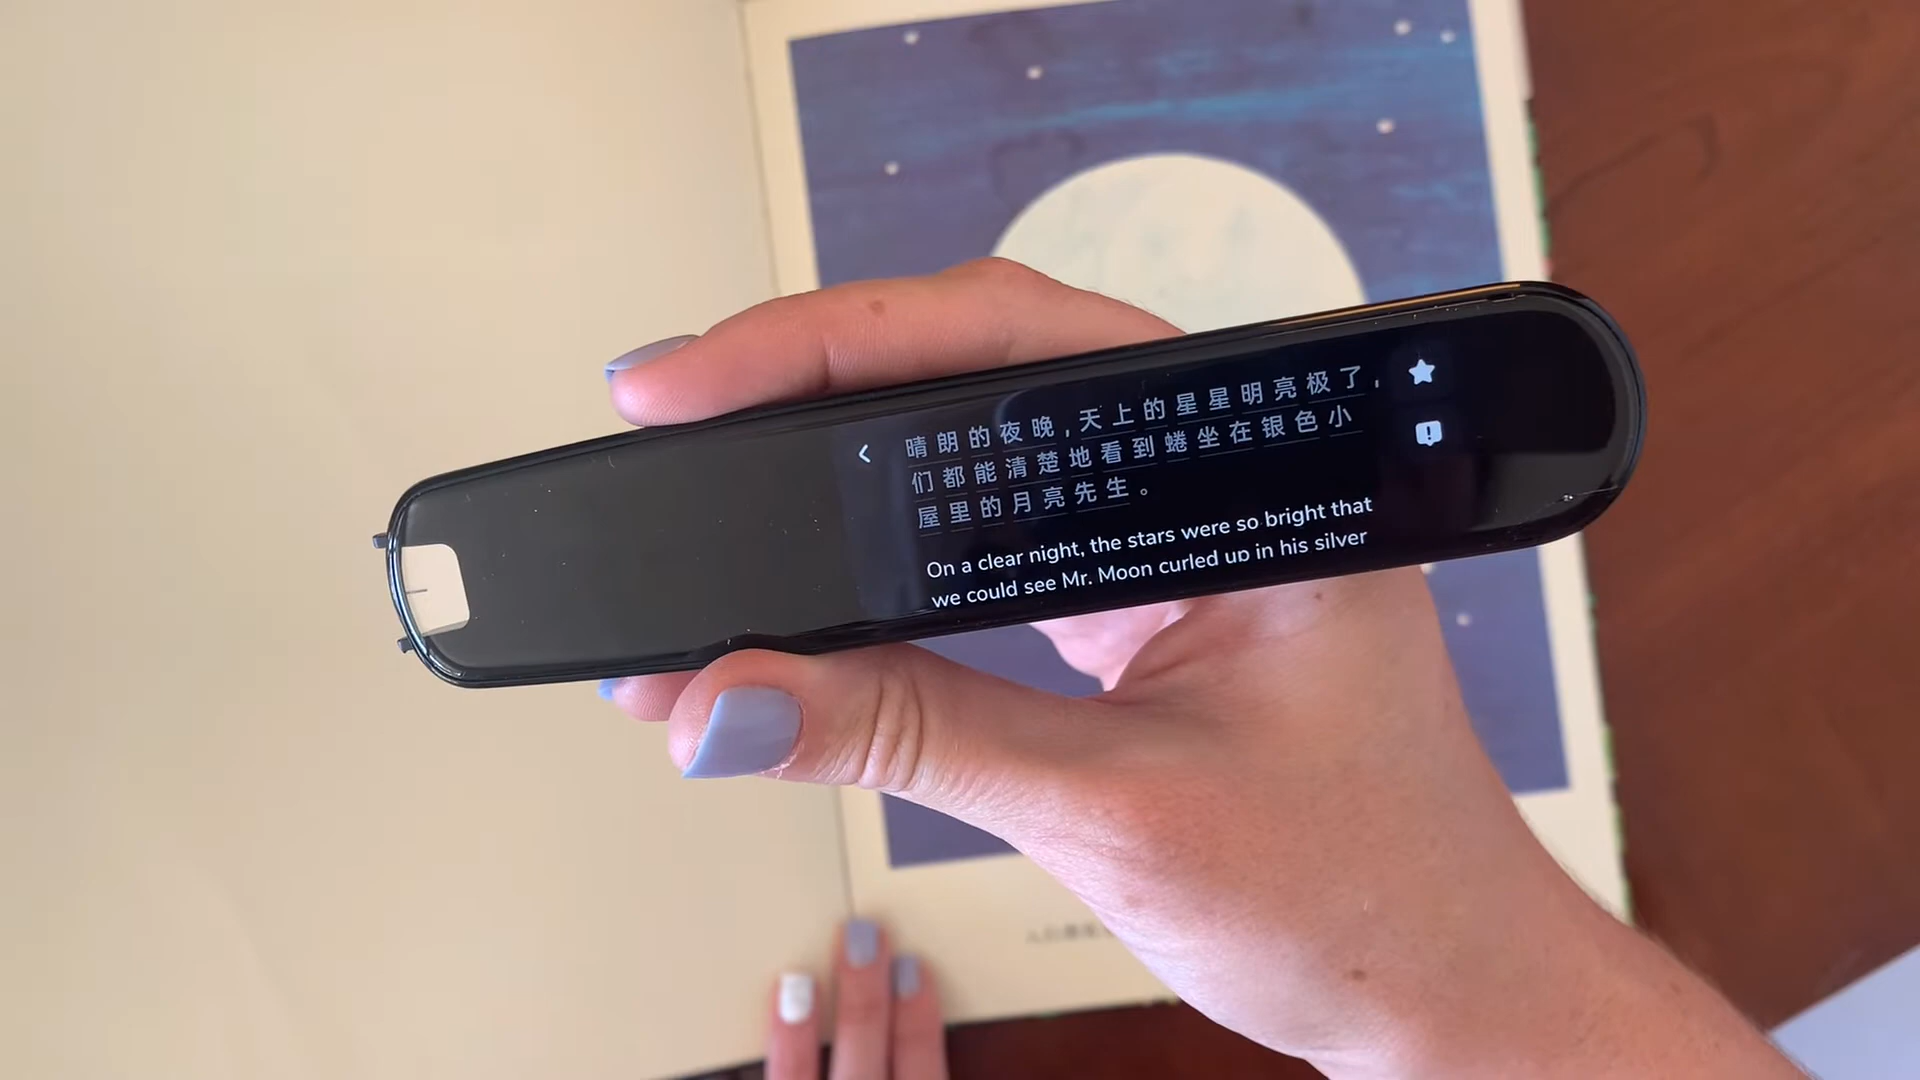 晴朗的夜晚，天上的星星明亮极了，
们都能清楚地看到蜷坐在银色小
屋里的月亮先生。
On a clear night, the stars were so bright that
we could see Mr. Moon curled up in his silver